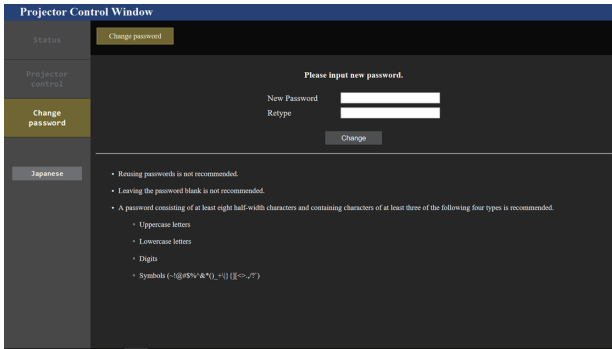 Projector Control Window
Status
Change password
Projector
control
Change
password
Japanese
Please input new password.
New Password
Retype
Change
• Reusing passwords is not recommended.
• Leaving the password blank is not recommended.
• A password consisting of at least eight half-width characters and containing characters of at least three of the following four types is recommended.
◦ Uppercase letters
◦ Lowercase letters
◦ Digits
◦ Symbols (~!@#$%^&*()_+\|}{][<>.,/?`)